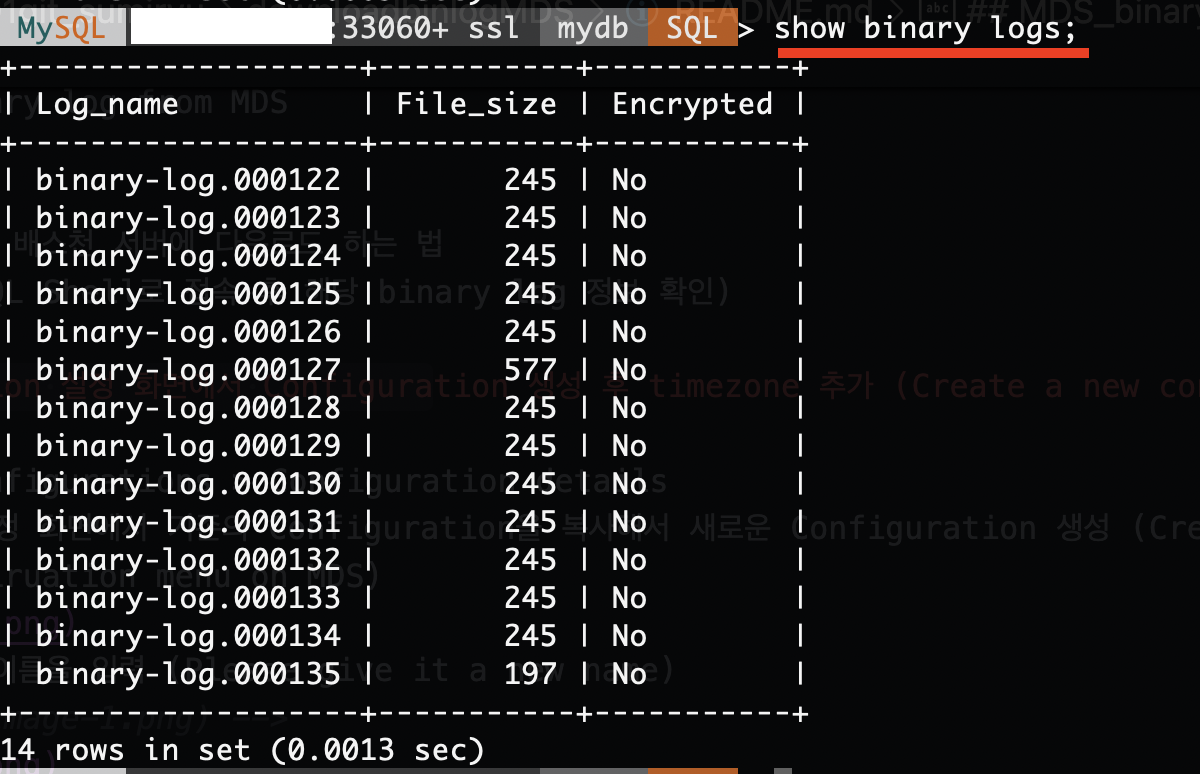 MySQL :33060+ ssl mydb SQL > show binary logs;
+-------------------+-----------+-----------+
| Log_name | File_size | Encrypted |
+-------------------+-----------+-----------+
| binary-log.000122 | 245 | No |
| binary-log.000123 | 245 | No |
| binary-log.000124 | 245 | No |
| binary-log.000125 | 245 | No |
| binary-log.000126 | 245 | No |
| binary-log.000127 | 577 | No |
| binary-log.000128 | 245 | No |
| binary-log.000129 | 245 | No |
| binary-log.000130 | 245 | No |
| binary-log.000131 | 245 | No |
| binary-log.000132 | 245 | No |
| binary-log.000133 | 245 | No |
| binary-log.000134 | 245 | No |
| binary-log.000135 | 197 | No |
+-------------------+-----------+-----------+
14 rows in set (0.0013 sec)